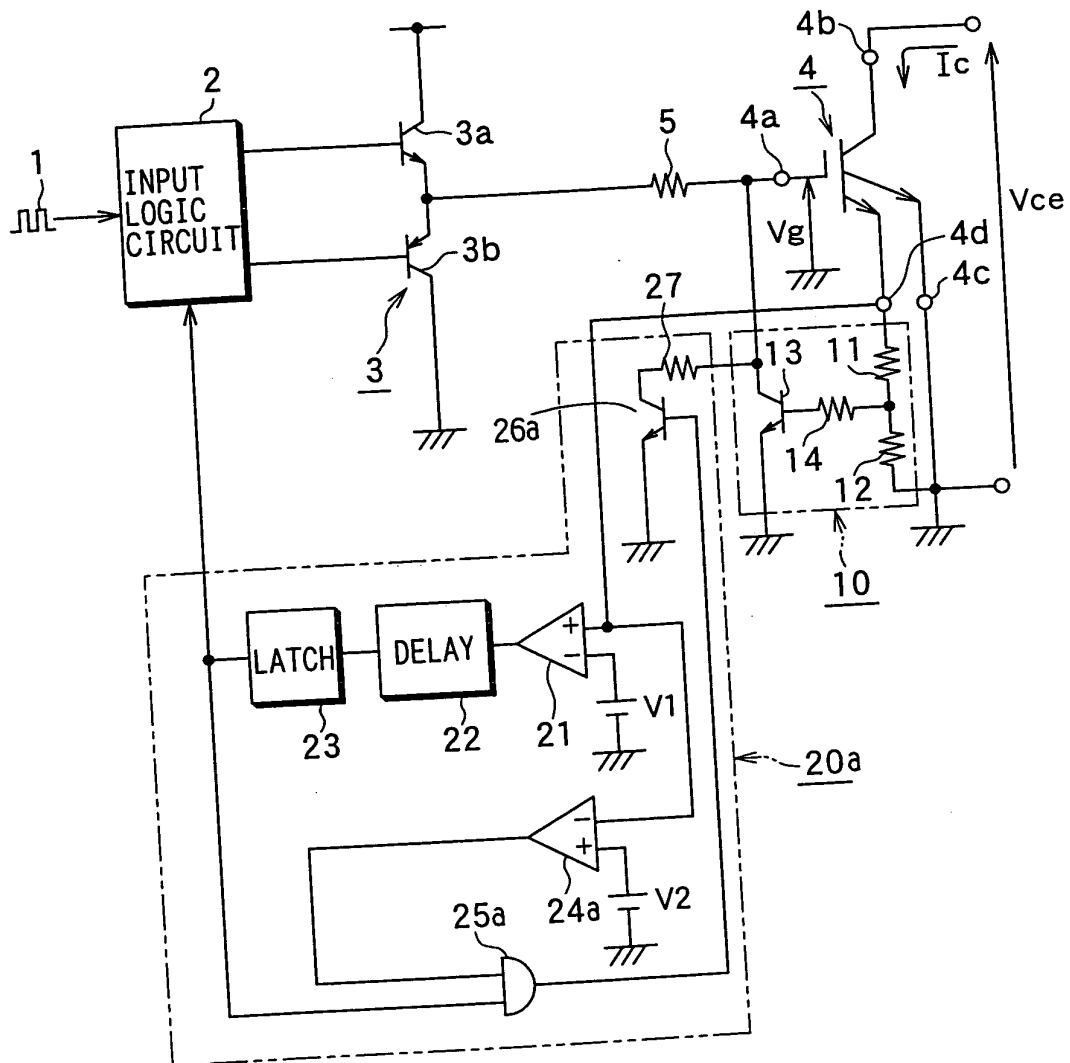 4b
Ic
2
4
4a
1
3a
5
INPUT
LOGIC
CIRCUIT
Vg
Vce
4d
3b
4c
27
13
11
3
26a
14
12
10
LATCH
DELAY
+
−
V1
23
22
21
20a
−
+
V2
24a
25a